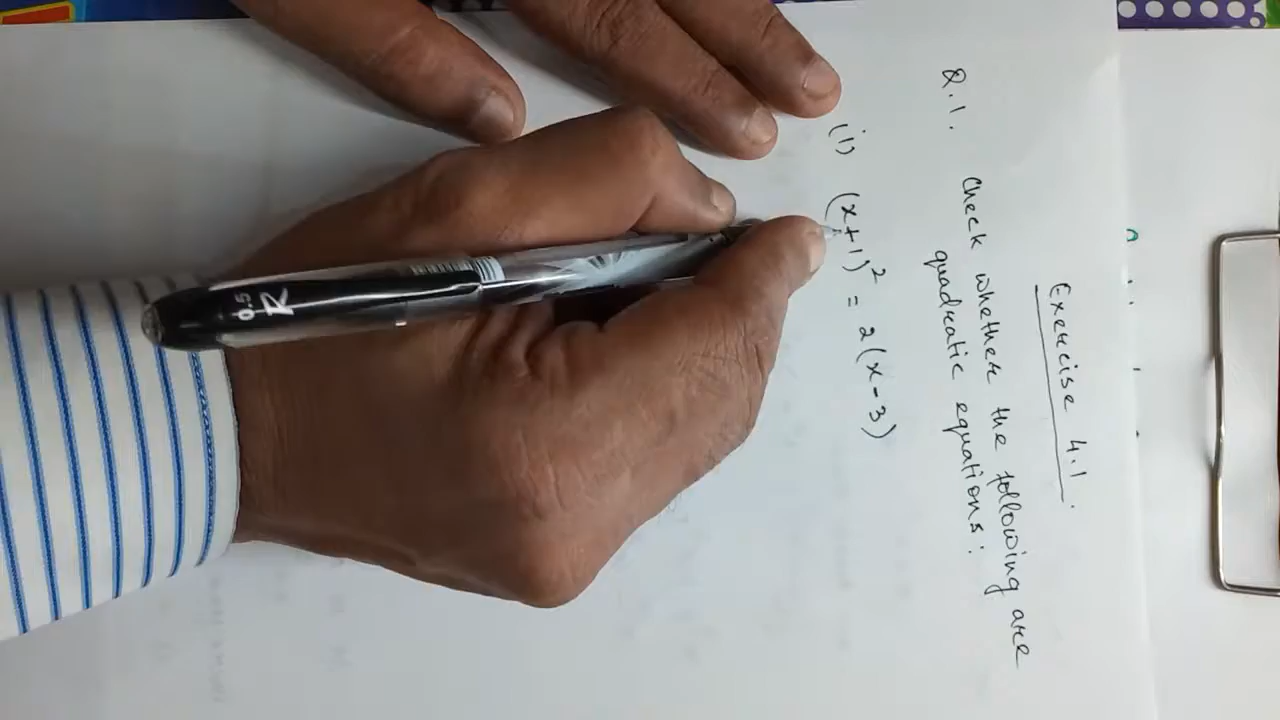 Exercise 4.1.
Q.1. Check whether the following are
quadratic equations:
(i) (x+1)² = 2(x-3)
0.5 R